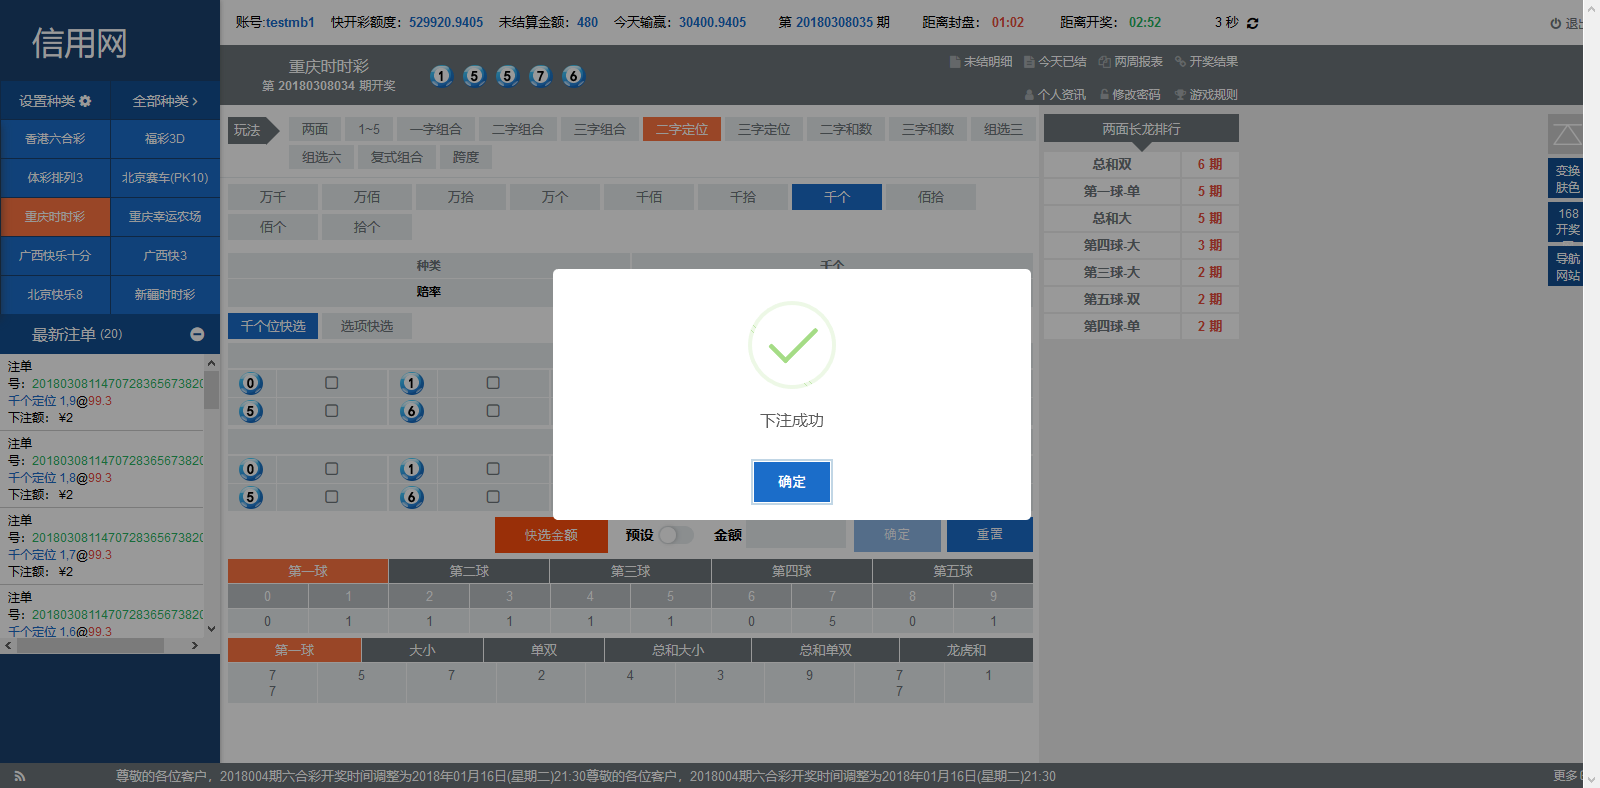 信用网
账号:testmb1 快开彩额度：529920.9405 未结算金额：480 今天输赢：30400.9405 第 20180308035 期 距离封盘： 01:02 距离开奖： 02:52 3 秒
重庆时时彩
第 20180308034 期开奖
1 5 5 7 6
未结明细 今天已结 两周报表 开奖结果
个人资讯 修改密码 游戏规则
设置种类 全部种类
香港六合彩 福彩3D
体彩排列3 北京赛车(PK10)
重庆时时彩 重庆幸运农场
广西快乐十分 广西快3
北京快乐8 新疆时时彩
最新注单 (20)
注单
号：2018030811470728365673820
千个定位 1,9@99.3
下注额： ¥2
注单
号：2018030811470728365673820
千个定位 1,8@99.3
下注额： ¥2
注单
号：2018030811470728365673820
千个定位 1,7@99.3
下注额： ¥2
注单
号：2018030811470728365673820
千个定位 1,6@99.3
玩法 两面 1~5 一字组合 二字组合 三字组合 二字定位 三字定位 二字和数 三字和数 组选三
组选六 复式组合 跨度
万千 万佰 万拾 万个 千佰 千拾 千个 佰拾
佰个 拾个
种类 千个
赔率
千个位快选 选项快选
0 1
5 6
0 1
5 6
下注成功
确定
快选金额 预设 金额 确定 重置
第一球 第二球 第三球 第四球 第五球
0 1 2 3 4 5 6 7 8 9
0 1 1 1 1 1 0 5 0 1
第一球 大小 单双 总和大小 总和单双 龙虎和
7 5 7 2 4 3 9 7 1
7 7
两面长龙排行
总和双 6 期
第一球-单 5 期
总和大 5 期
第四球-大 3 期
第三球-大 2 期
第五球-双 2 期
第四球-单 2 期
变换
肤色
168
开奖
导航
网站
尊敬的各位客户，2018004期六合彩开奖时间调整为2018年01月16日(星期二)21:30尊敬的各位客户，2018004期六合彩开奖时间调整为2018年01月16日(星期二)21:30
更多